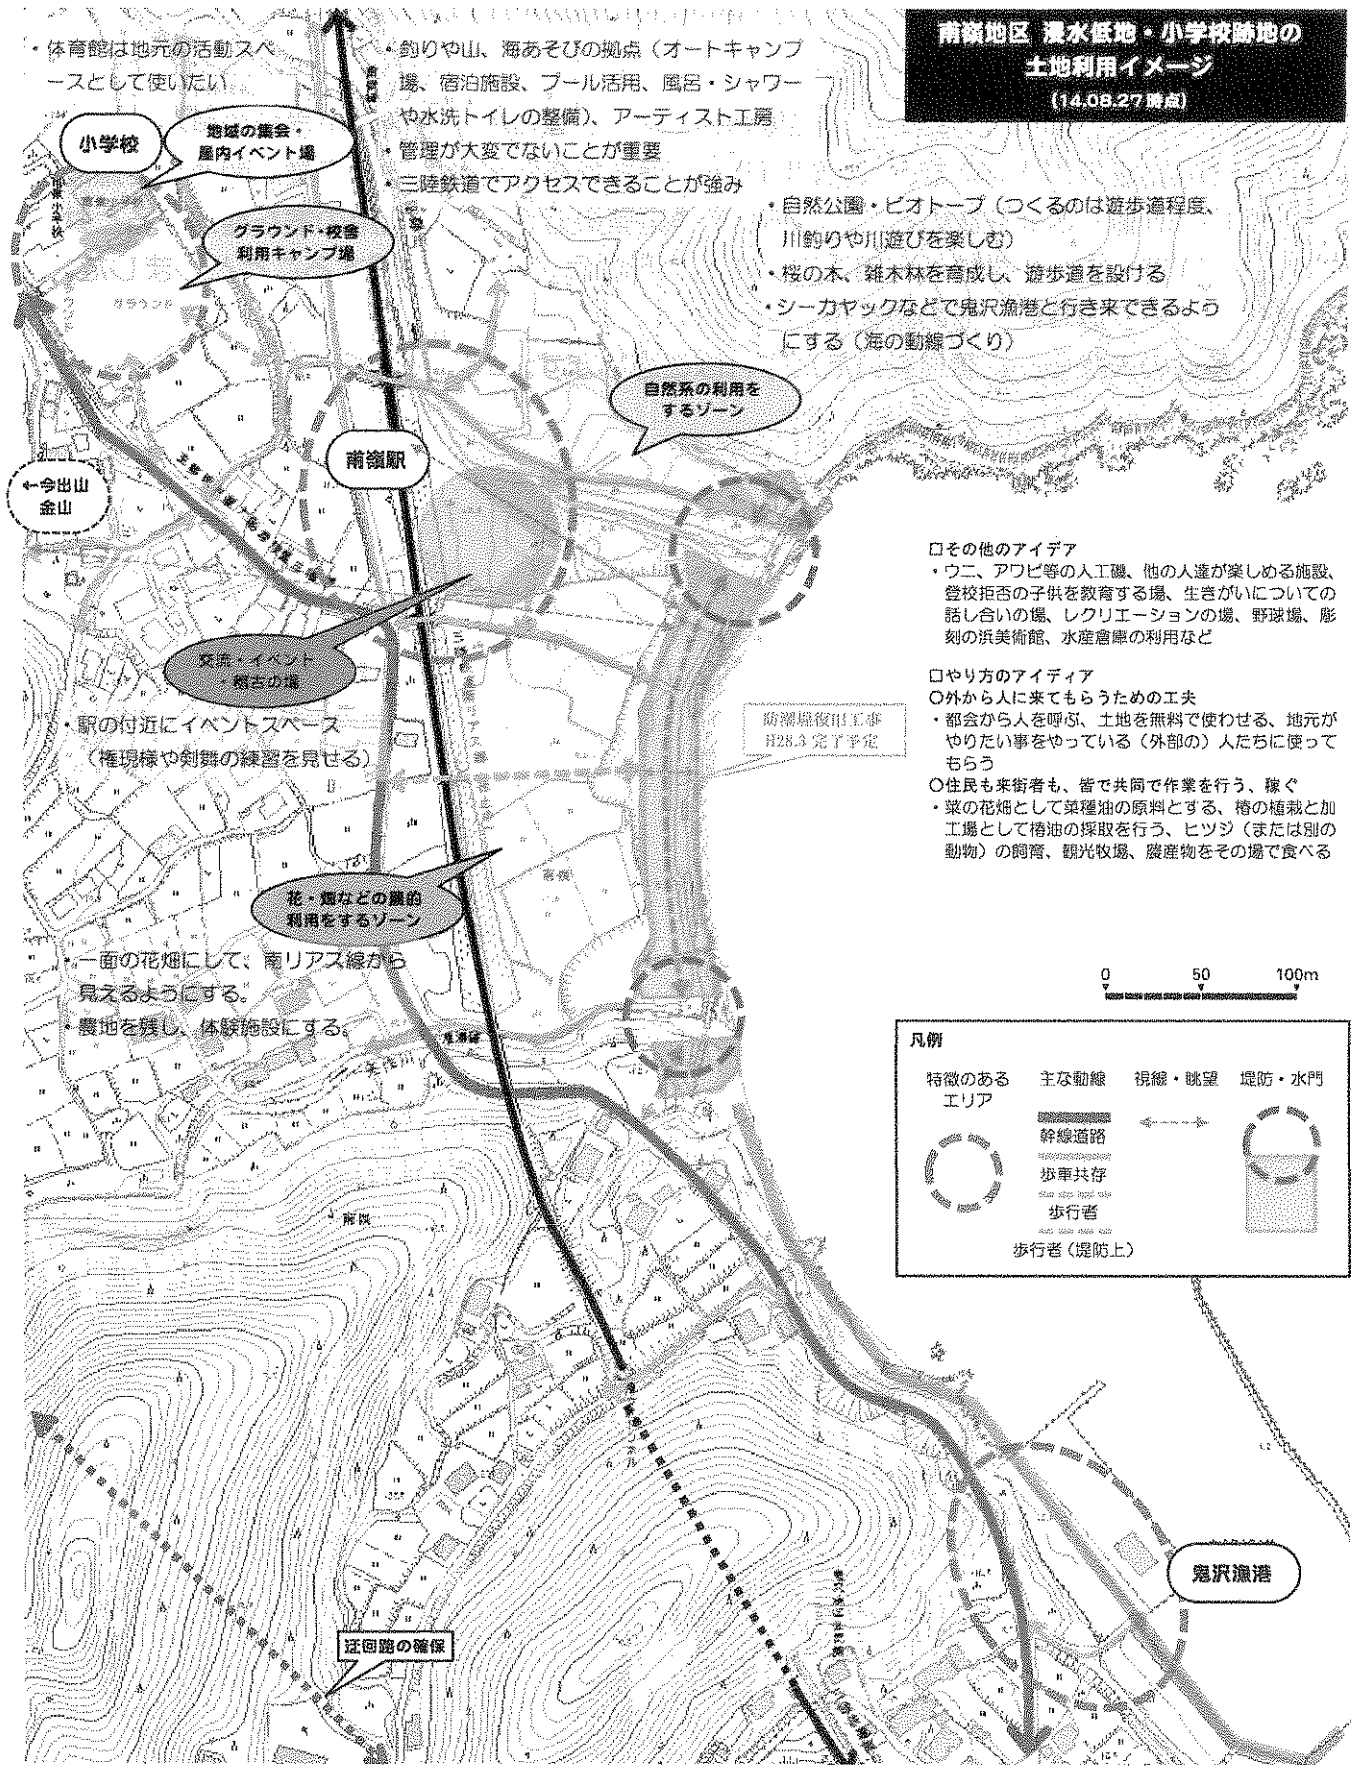 甫嶺地区 浸水低地・小学校跡地の
土地利用イメージ
(14.08.27時点)
・体育館は地元の活動スペ
ースとして使いたい
・釣りや山、海あそびの拠点（オートキャンプ
場、宿泊施設、プール活用、風呂・シャワー
や水洗トイレの整備）、アーティスト工房
・管理が大変でないことが重要
・三陸鉄道でアクセスできることが強み
小学校
地域の集会・
屋内イベント場
グラウンド・校舎
利用キャンプ場
グラウンド
・自然公園・ビオトープ（つくるのは遊歩道程度、
川釣りや川遊びを楽しむ）
・桜の木、雑木林を育成し、遊歩道を設ける
・シーカヤックなどで鬼沢漁港と行き来できるよう
にする（海の動線づくり）
自然系の利用を
するゾーン
甫嶺駅
←今出山
金山
交流・イベント
・稽古の場
・駅の付近にイベントスペース
（権現様や剣舞の練習を見せる）
防潮堤復旧工事
H28.3 完了予定
□その他のアイデア
・ウニ、アワビ等の人工磯、他の人達が楽しめる施設、
登校拒否の子供を教育する場、生きがいについての
話し合いの場、レクリエーションの場、野球場、彫
刻の浜美術館、水産倉庫の利用など
□やり方のアイディア
○外から人に来てもらうための工夫
・都会から人を呼ぶ、土地を無料で使わせる、地元が
やりたい事をやっている（外部の）人たちに使って
もらう
○住民も来街者も、皆で共同で作業を行う、稼ぐ
・菜の花畑として菜種油の原料とする、椿の植栽と加
工場として椿油の採取を行う、ヒツジ（または別の
動物）の飼育、観光牧場、農産物をその場で食べる
花・畑などの農的
利用をするゾーン
・一面の花畑にして、南リアス線から
見えるようにする。
・農地を残し、体験施設にする。
矢作川
甫嶺
0 50 100m
凡例
特徴のある
エリア
主な動線
幹線道路
歩車共存
歩行者
歩行者（堤防上）
視線・眺望
堤防・水門
鬼沢漁港
迂回路の確保